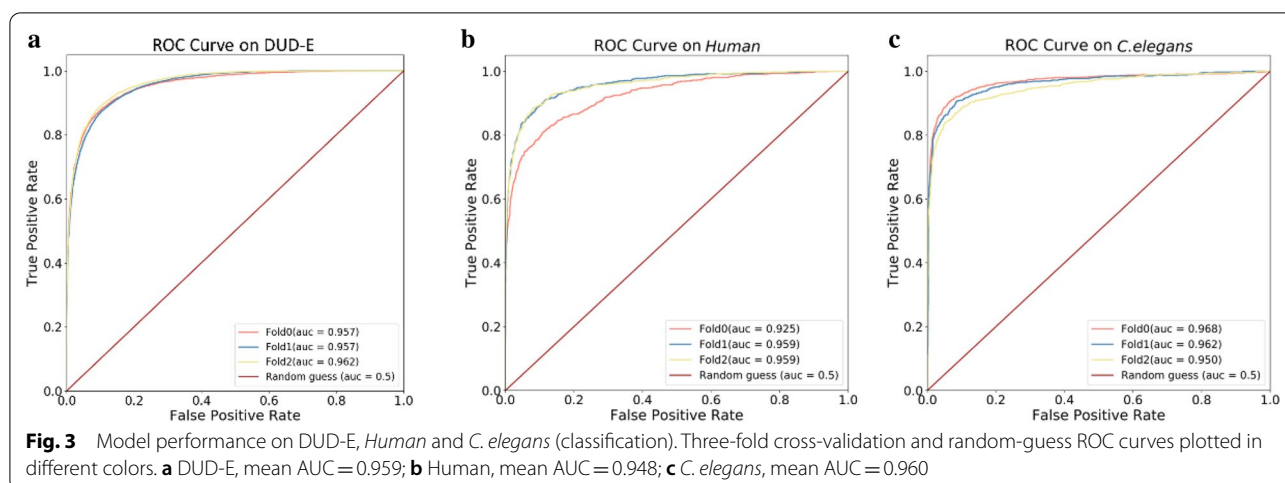 a
ROC Curve on DUD-E
True Positive Rate
1.0
0.8
0.6
0.4
0.2
0.0
Fold0(auc = 0.957)
Fold1(auc = 0.957)
Fold2(auc = 0.962)
Random guess (auc = 0.5)
0.0 0.2 0.4 0.6 0.8 1.0
False Positive Rate
b
ROC Curve on Human
True Positive Rate
1.0
0.8
0.6
0.4
0.2
0.0
Fold0(auc = 0.925)
Fold1(auc = 0.959)
Fold2(auc = 0.959)
Random guess (auc = 0.5)
0.0 0.2 0.4 0.6 0.8 1.0
False Positive Rate
c
ROC Curve on C.elegans
True Positive Rate
1.0
0.8
0.6
0.4
0.2
0.0
Fold0(auc = 0.968)
Fold1(auc = 0.962)
Fold2(auc = 0.950)
Random guess (auc = 0.5)
0.0 0.2 0.4 0.6 0.8 1.0
False Positive Rate
Fig. 3 Model performance on DUD-E, Human and C. elegans (classification). Three-fold cross-validation and random-guess ROC curves plotted in
different colors. a DUD-E, mean AUC = 0.959; b Human, mean AUC = 0.948; c C. elegans, mean AUC = 0.960